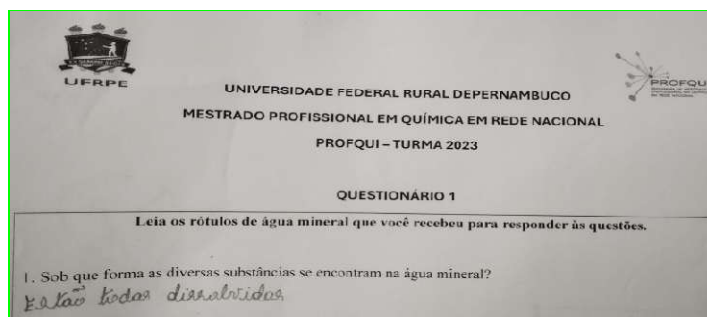 UFRPE
PROFQUI
UNIVERSIDADE FEDERAL RURAL DEPERNAMBUCO
MESTRADO PROFISSIONAL EM QUÍMICA EM REDE NACIONAL
PROFQUI – TURMA 2023
QUESTIONÁRIO 1
Leia os rótulos de água mineral que você recebeu para responder às questões.
1. Sob que forma as diversas substâncias se encontram na água mineral?
Estão todas dissolvidas